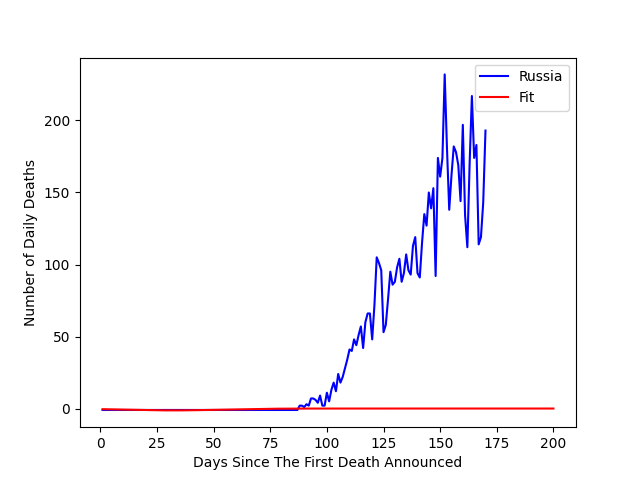 Russia
Fit
200
150
100
50
0
Number of Daily Deaths
0 25 50 75 100 125 150 175 200
Days Since The First Death Announced